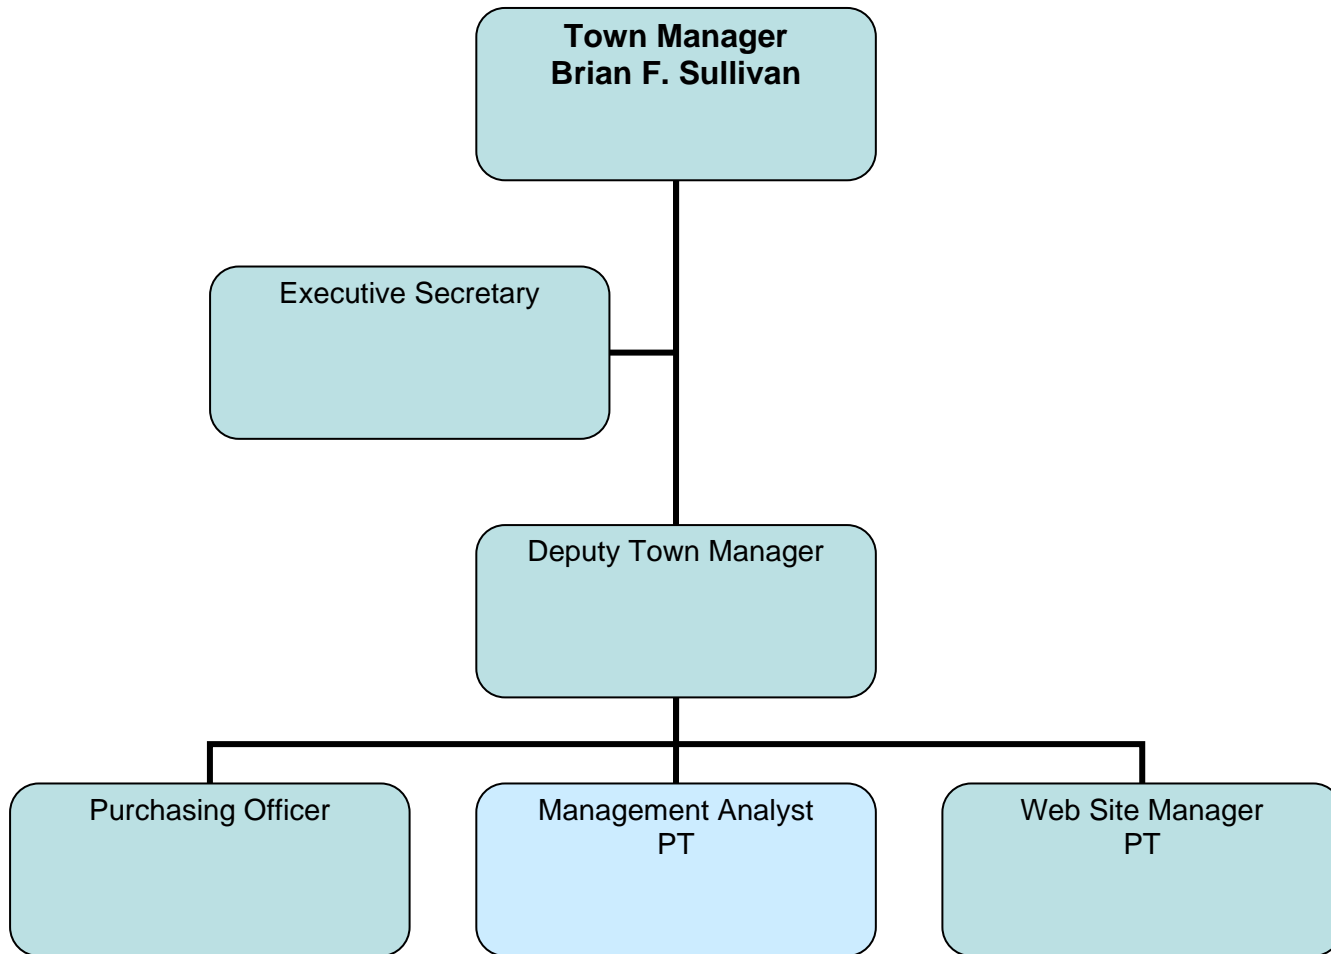 Town Manager
Brian F. Sullivan
Executive Secretary
Deputy Town Manager
Purchasing Officer
Management Analyst
PT
Web Site Manager
PT